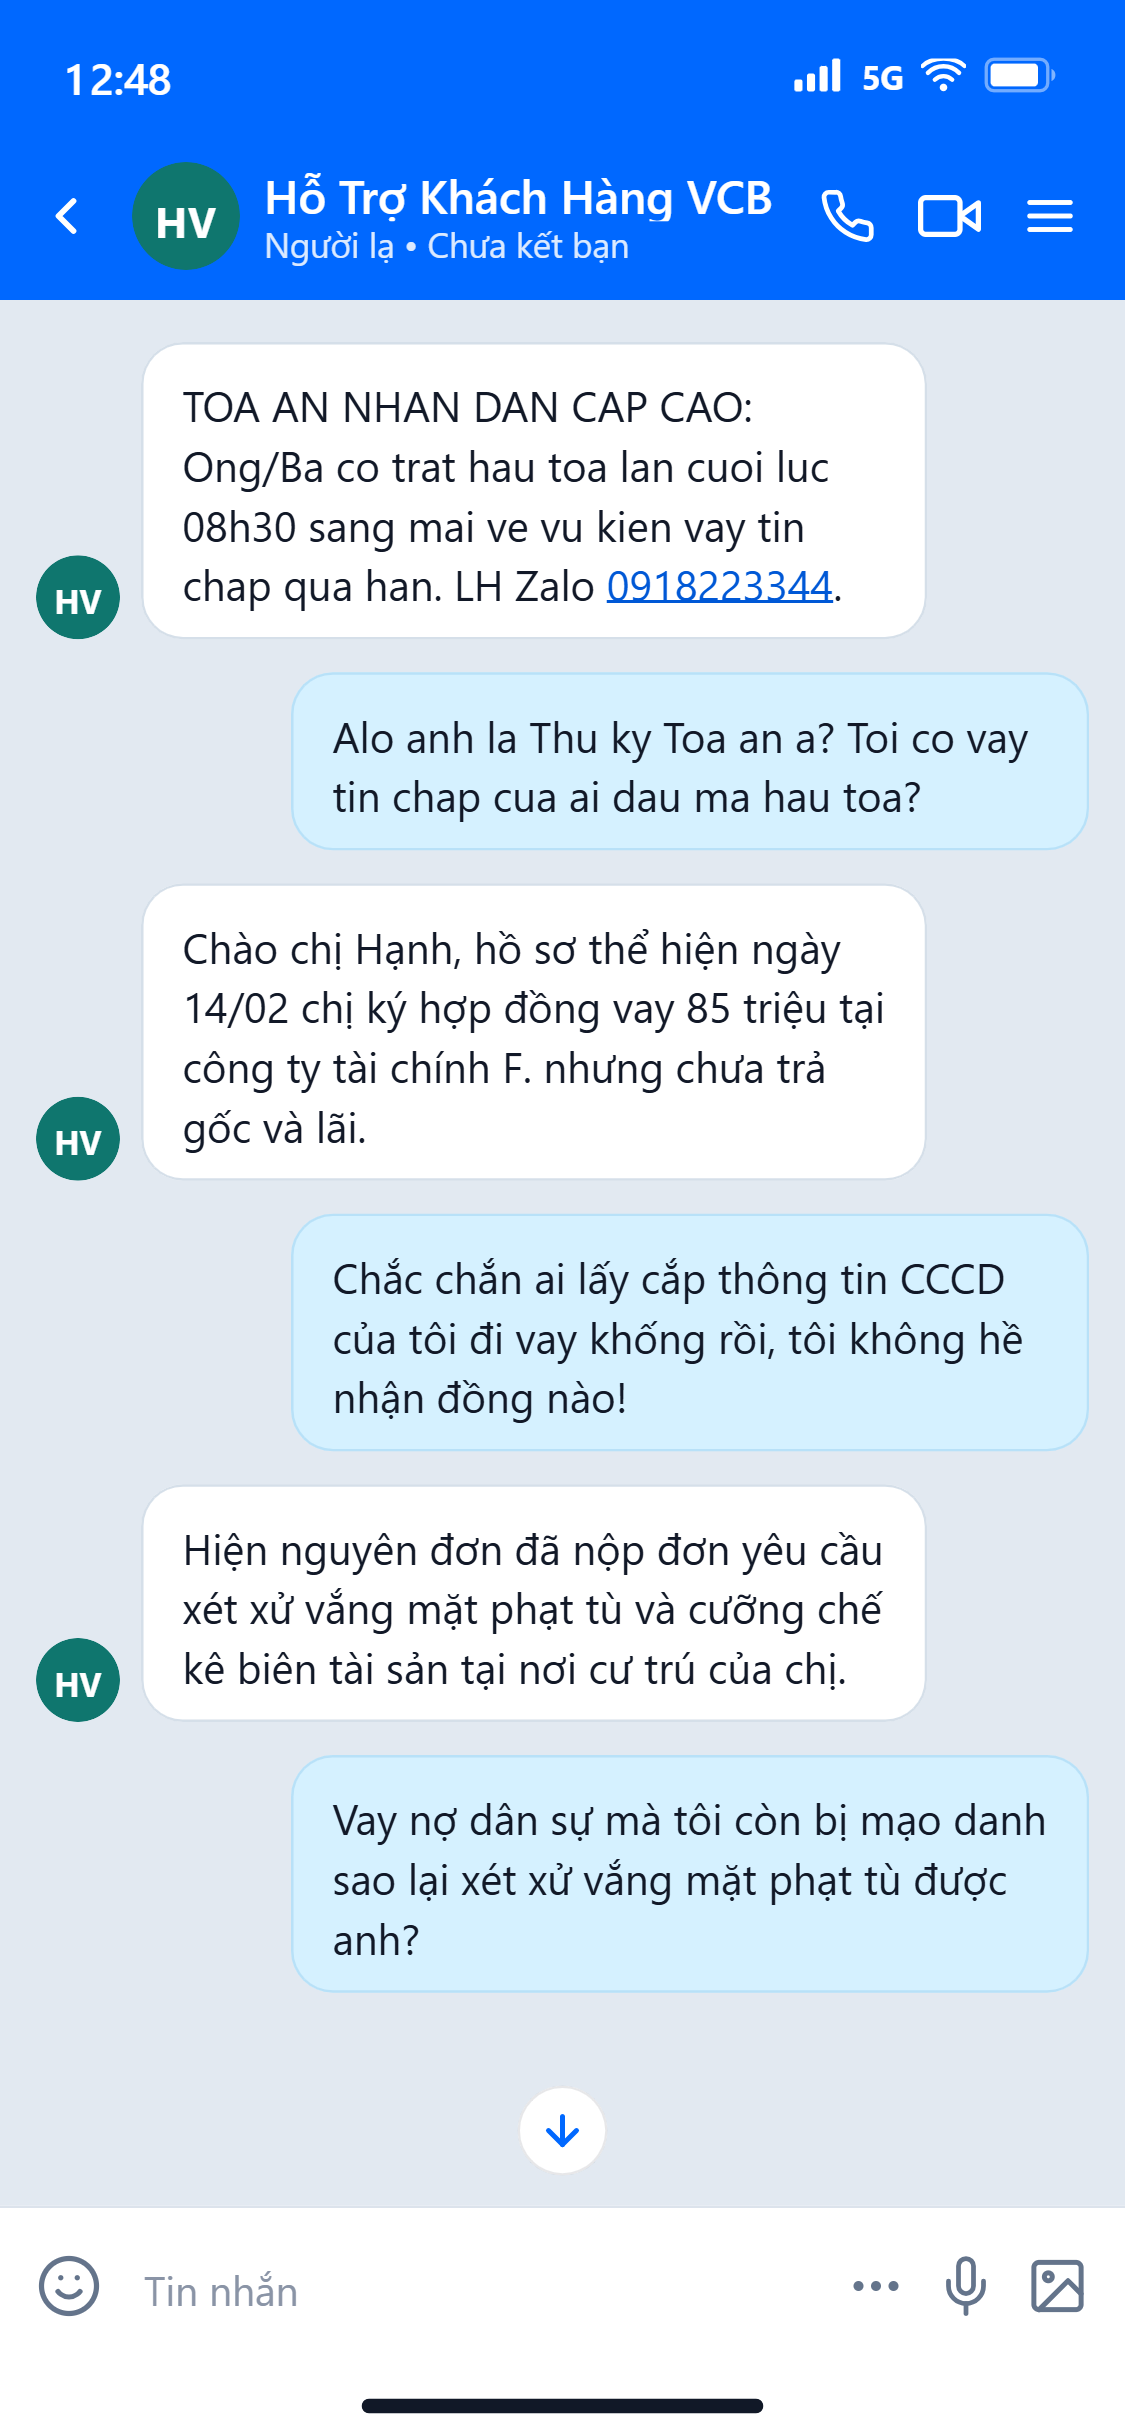 12:48
5G
HV
Hỗ Trợ Khách Hàng VCB
Người lạ • Chưa kết bạn
TOA AN NHAN DAN CAP CAO:
Ong/Ba co trat hau toa lan cuoi luc
08h30 sang mai ve vu kien vay tin
chap qua han. LH Zalo 0918223344.
HV
Alo anh la Thu ky Toa an a? Toi co vay
tin chap cua ai dau ma hau toa?
Chào chị Hạnh, hồ sơ thể hiện ngày
14/02 chị ký hợp đồng vay 85 triệu tại
công ty tài chính F. nhưng chưa trả
gốc và lãi.
HV
Chắc chắn ai lấy cắp thông tin CCCD
của tôi đi vay khống rồi, tôi không hề
nhận đồng nào!
Hiện nguyên đơn đã nộp đơn yêu cầu
xét xử vắng mặt phạt tù và cưỡng chế
kê biên tài sản tại nơi cư trú của chị.
HV
Vay nợ dân sự mà tôi còn bị mạo danh
sao lại xét xử vắng mặt phạt tù được
anh?
Tin nhắn